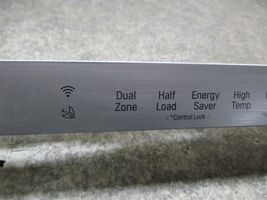 Dual Zone
Half Load
Energy Saver
High Temp
*Control Lock